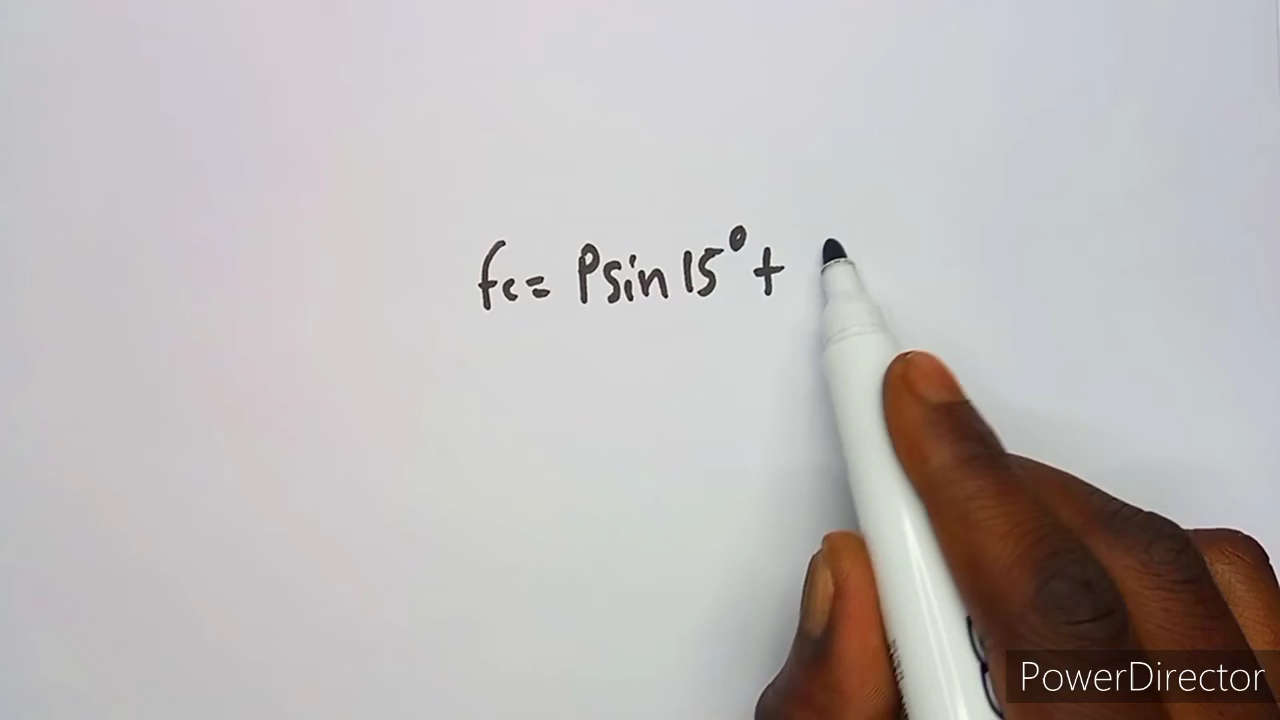 fc = Psin15° +
PowerDirector